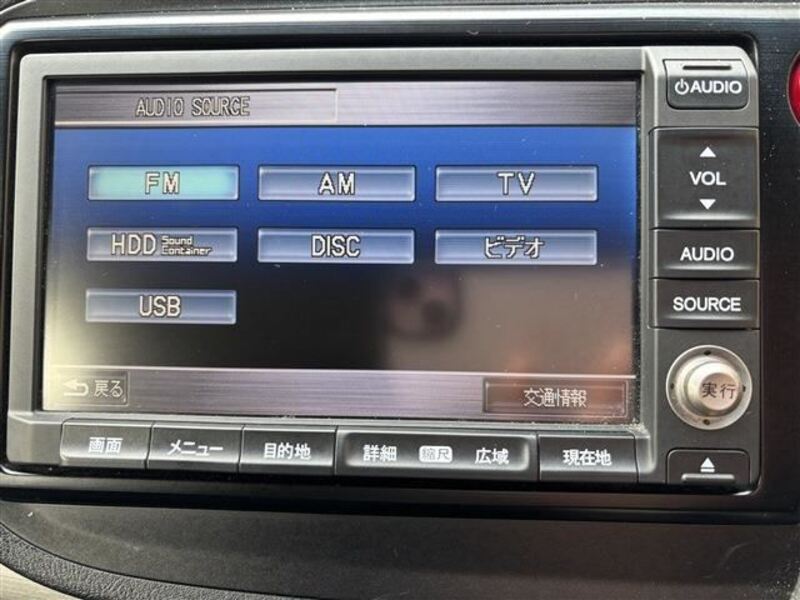 AUDIO SOURCE
FM AM TV
HDD Sound Container DISC ビデオ
USB
戻る 交通情報
AUDIO
VOL
AUDIO
SOURCE
実行
画面 メニュー 目的地 詳細 縮尺 広域 現在地